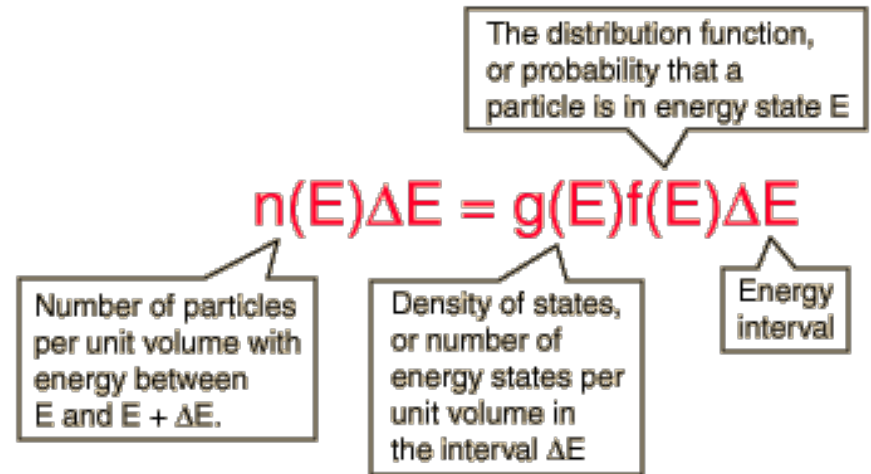 The distribution function,
or probability that a
particle is in energy state E
n(E)ΔE = g(E)f(E)ΔE
Number of particles
per unit volume with
energy between
E and E + ΔE.
Density of states,
or number of
energy states per
unit volume in
the interval ΔE
Energy
interval